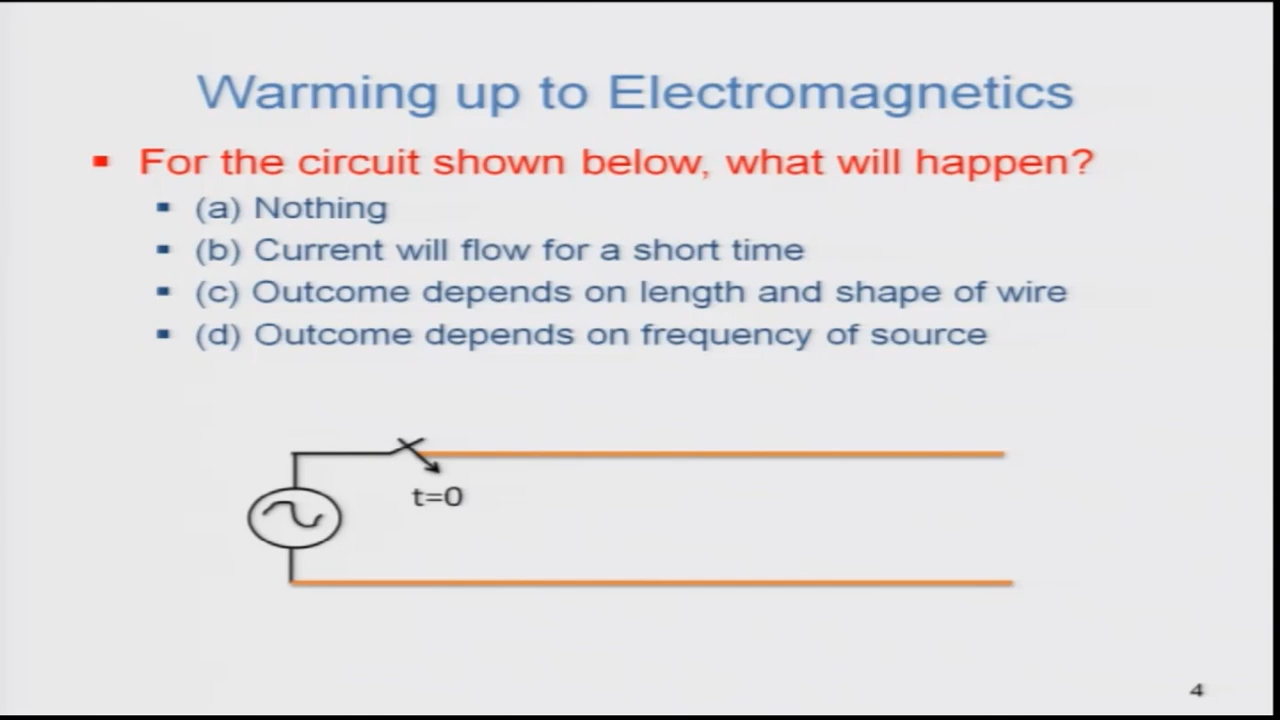 Warming up to Electromagnetics
For the circuit shown below, what will happen?
(a) Nothing
(b) Current will flow for a short time
(c) Outcome depends on length and shape of wire
(d) Outcome depends on frequency of source
t=0
4